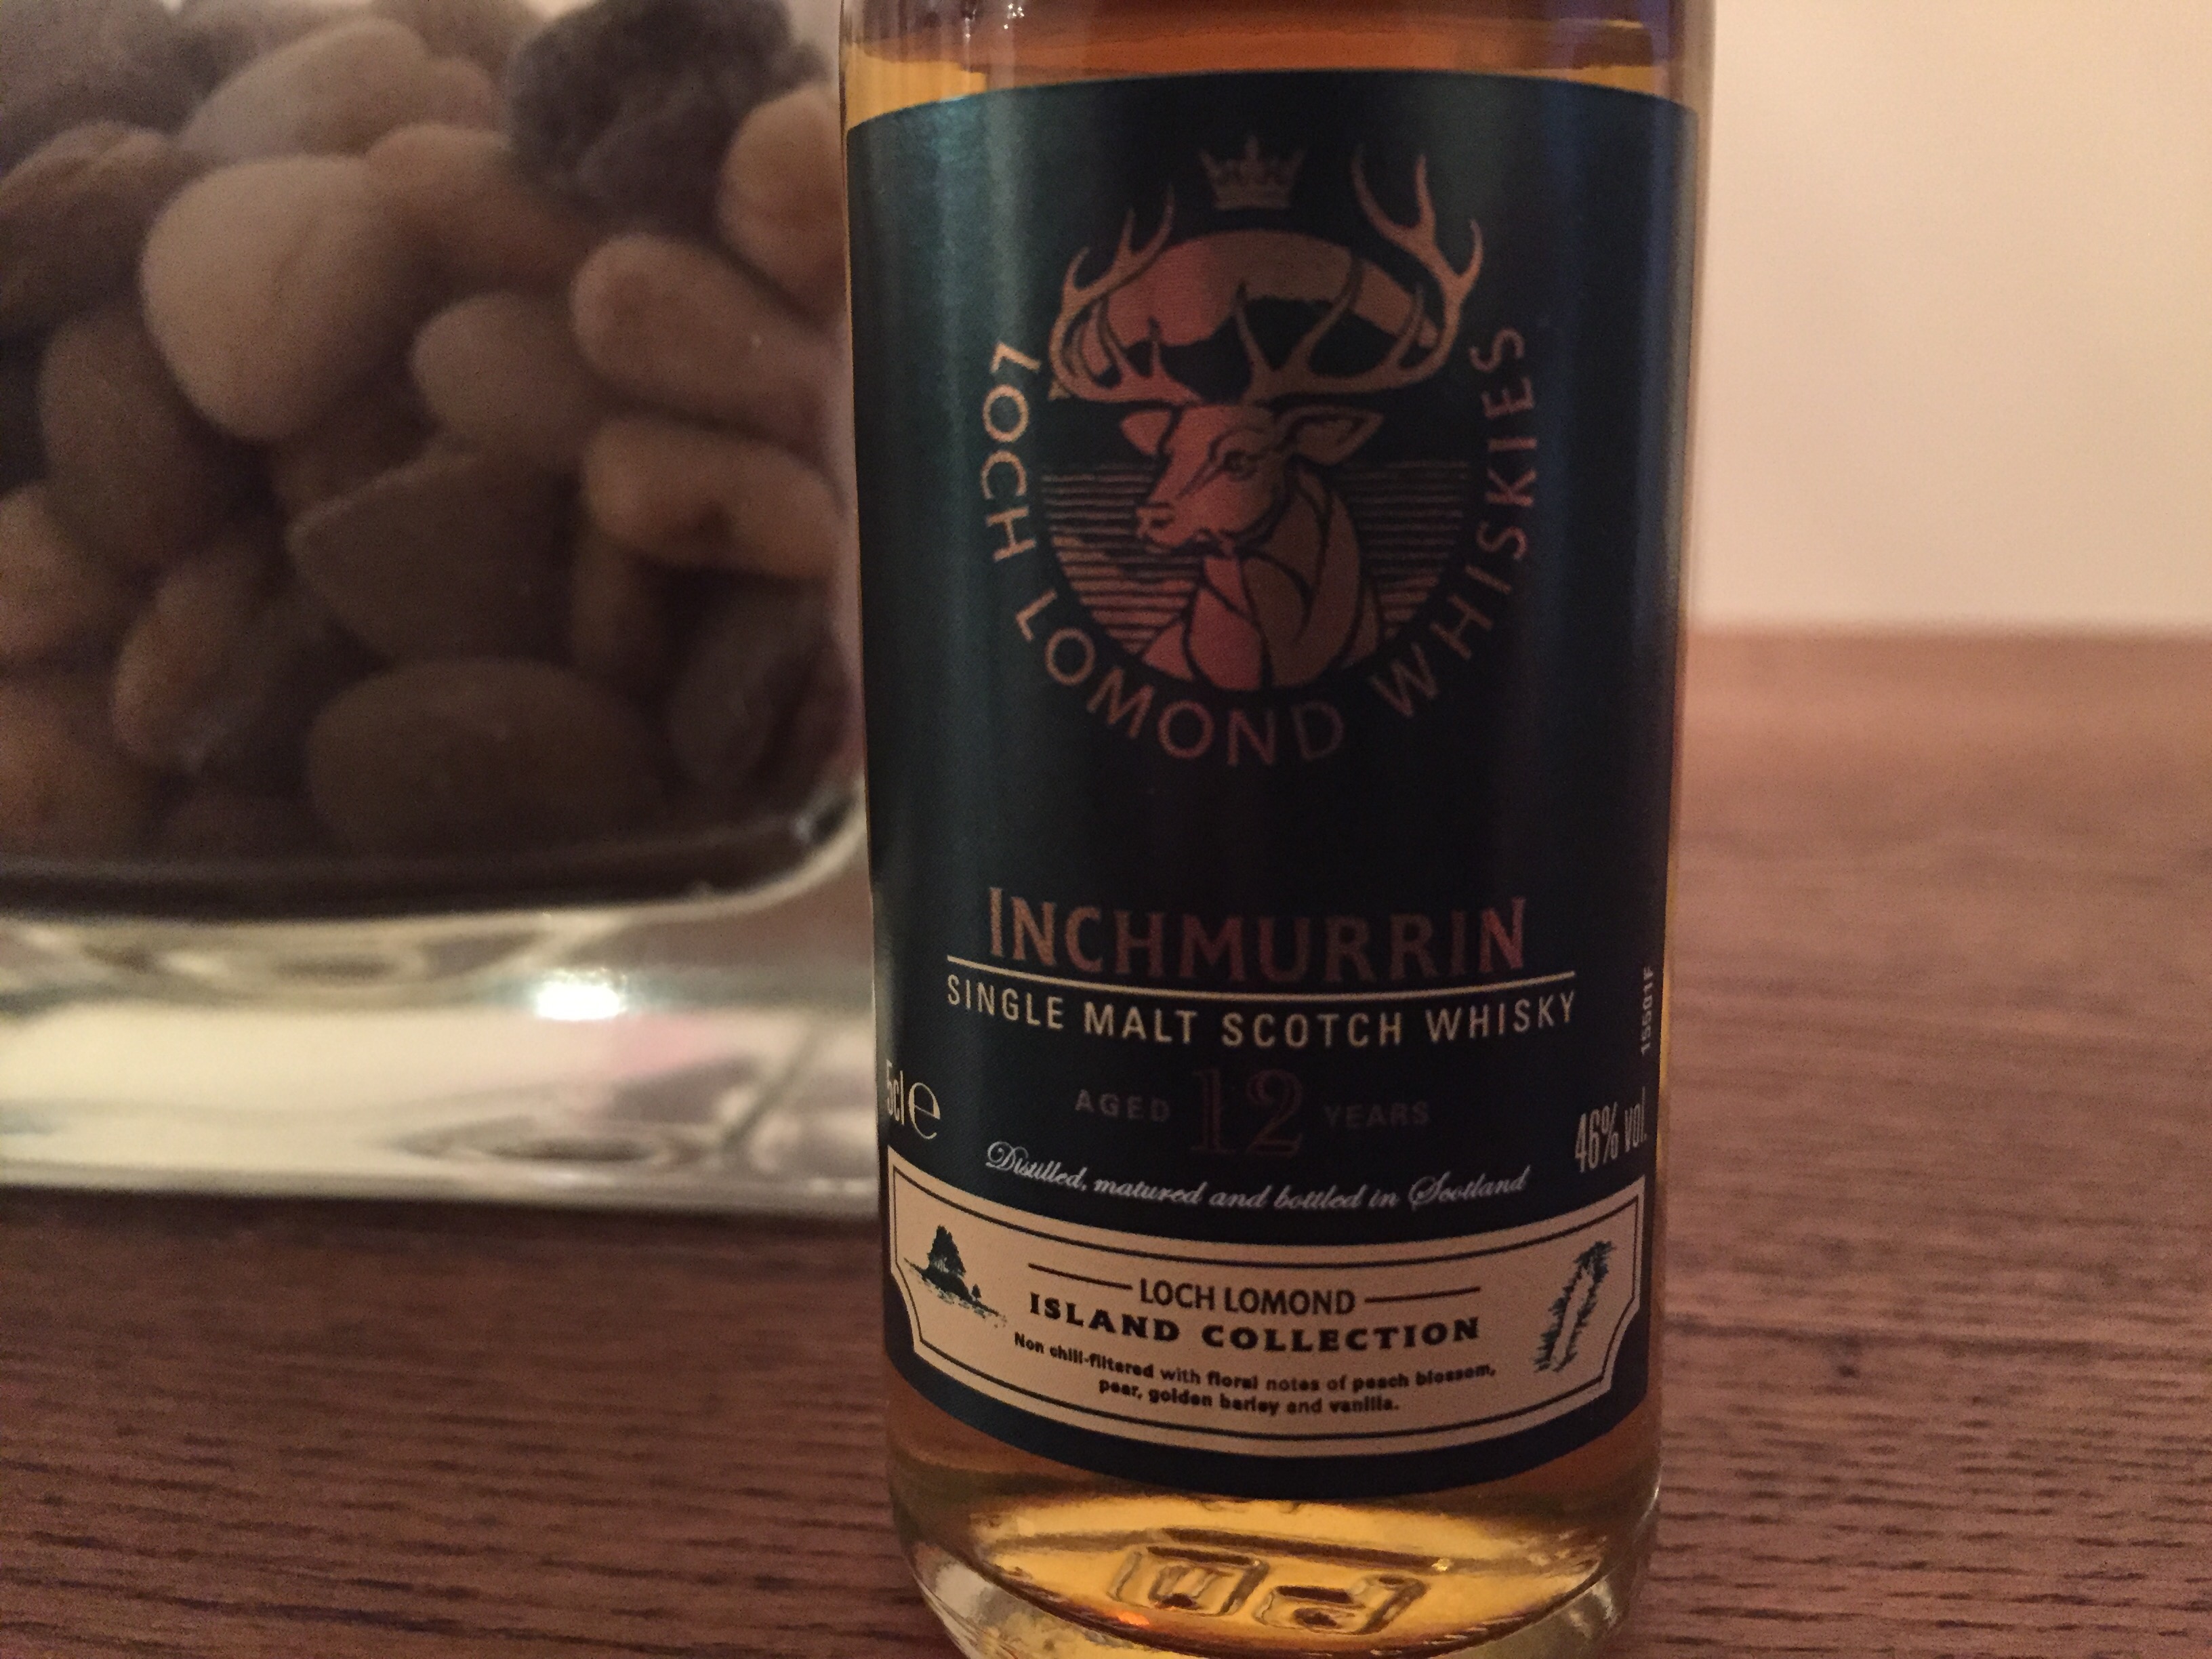 LOCH LOMOND WHISKIES
INCHMURRIN
SINGLE MALT SCOTCH WHISKY
15501F
5cl e
AGED 12 YEARS
46% vol.
Distilled, matured and bottled in Scotland
LOCH LOMOND
ISLAND COLLECTION
Non chill-filtered with floral notes of peach blossom,
pear, golden barley and vanilla.